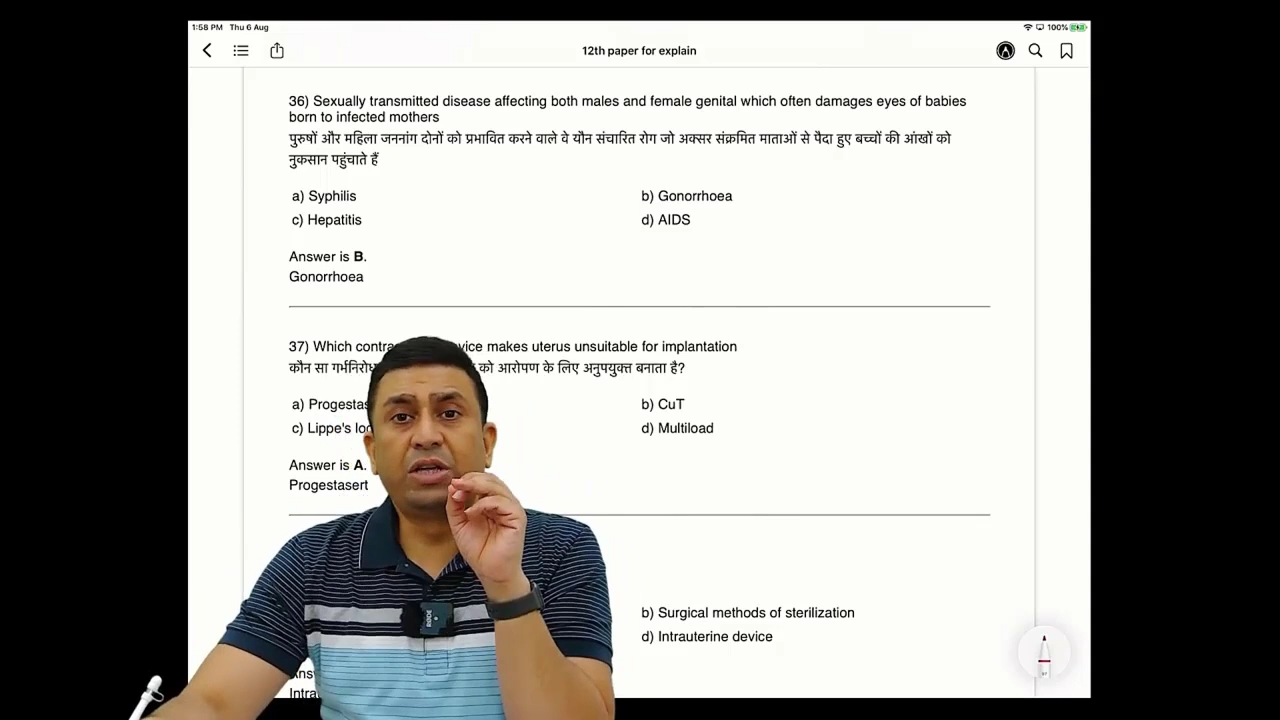 1:58 PM Thu 6 Aug
100%
12th paper for explain
36) Sexually transmitted disease affecting both males and female genital which often damages eyes of babies
born to infected mothers
पुरुषों और महिला जननांग दोनों को प्रभावित करने वाले वे यौन संचारित रोग जो अक्सर संक्रमित माताओं से पैदा हुए बच्चों की आंखों को
नुकसान पहुंचाते हैं
a) Syphilis b) Gonorrhoea
c) Hepatitis d) AIDS
Answer is B.
Gonorrhoea
37) Which contra vice makes uterus unsuitable for implantation
कौन सा गर्भनिरोध को आरोपण के लिए अनुपयुक्त बनाता है?
a) Progestas b) CuT
c) Lippe's loo d) Multiload
Answer is A.
Progestasert
b) Surgical methods of sterilization
d) Intrauterine device
Ans
Intra
RODE